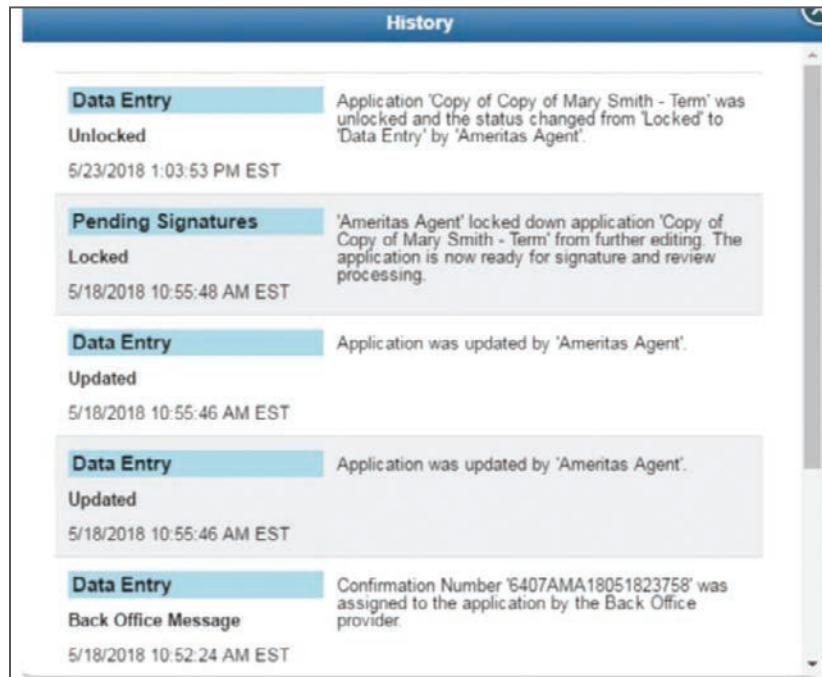 History
Data Entry
Unlocked
5/23/2018 1:03:53 PM EST
Application 'Copy of Copy of Mary Smith - Term' was
unlocked and the status changed from 'Locked' to
'Data Entry' by 'Ameritas Agent'.
Pending Signatures
Locked
5/18/2018 10:55:48 AM EST
'Ameritas Agent' locked down application 'Copy of
Copy of Mary Smith - Term' from further editing. The
application is now ready for signature and review
processing.
Data Entry
Updated
5/18/2018 10:55:46 AM EST
Application was updated by 'Ameritas Agent'.
Data Entry
Updated
5/18/2018 10:55:46 AM EST
Application was updated by 'Ameritas Agent'.
Data Entry
Back Office Message
5/18/2018 10:52:24 AM EST
Confirmation Number '6407AMA18051823758' was
assigned to the application by the Back Office
provider.